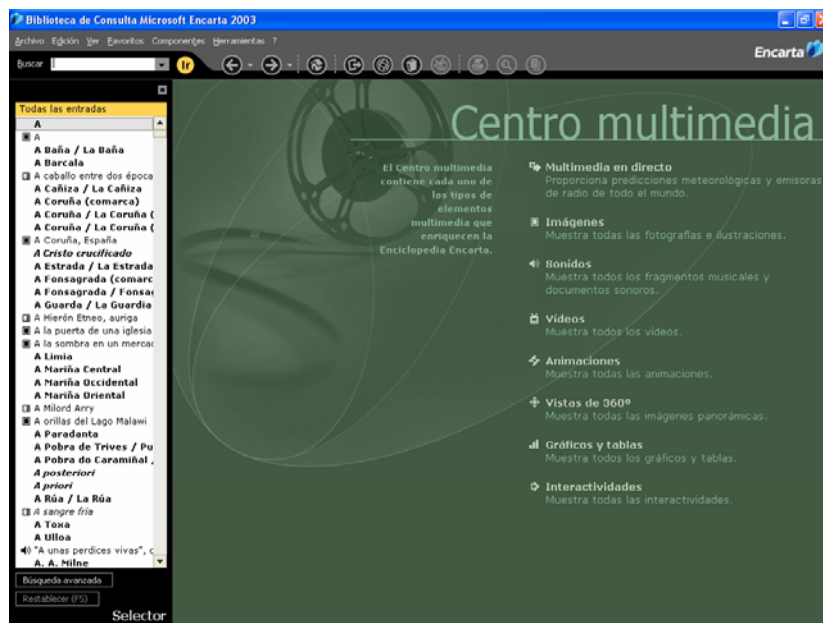 Biblioteca de Consulta Microsoft Encarta 2003
Archivo Edición Ver Favoritos Componentes Herramientas ?
Buscar Ir
Encarta
Todas las entradas
A
A
A Baña / La Baña
A Barcala
A caballo entre dos época
A Cañiza / La Cañiza
A Coruña (comarca)
A Coruña / La Coruña (
A Coruña / La Coruña (
A Coruña, España
A Cristo crucificado
A Estrada / La Estrada
A Fonsagrada (comarc
A Fonsagrada / Fonsag
A Guarda / La Guardia
A Hierón Etneo, auriga
A la puerta de una iglesia
A la sombra en un mercad
A Limia
A Mariña Central
A Mariña Occidental
A Mariña Oriental
A Milord Arry
A orillas del Lago Malawi
A Paradanta
A Pobra de Trives / Pu
A Pobra do Caramiñal /
A posteriori
A priori
A Rúa / La Rúa
A sangre fría
A Toxa
A Ulloa
"A unas perdices vivas", c
A. A. Milne
Búsqueda avanzada
Restablecer (F5)
Selector
Centro multimedia
El Centro multimedia
contiene cada uno de
los tipos de
elementos
multimedia que
enriquecen la
Enciclopedia Encarta.
Multimedia en directo
Proporciona predicciones meteorológicas y emisoras
de radio de todo el mundo.
Imágenes
Muestra todas las fotografías e ilustraciones.
Sonidos
Muestra todos los fragmentos musicales y
documentos sonoros.
Vídeos
Muestra todos los vídeos.
Animaciones
Muestra todas las animaciones.
Vistas de 360º
Muestra todas las imágenes panorámicas.
Gráficos y tablas
Muestra todos los gráficos y tablas.
Interactividades
Muestra todas las interactividades.